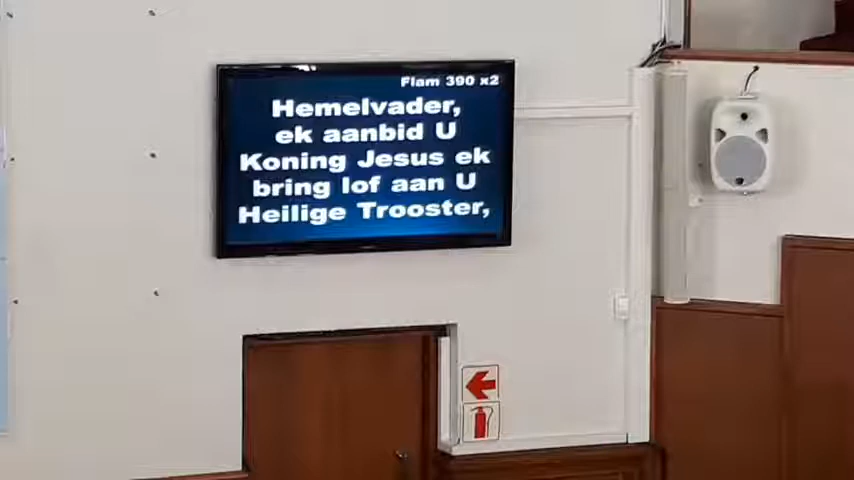 Flam 390 x2
Hemelvader,
ek aanbid U
Koning Jesus ek
bring lof aan U
Heilige Trooster,